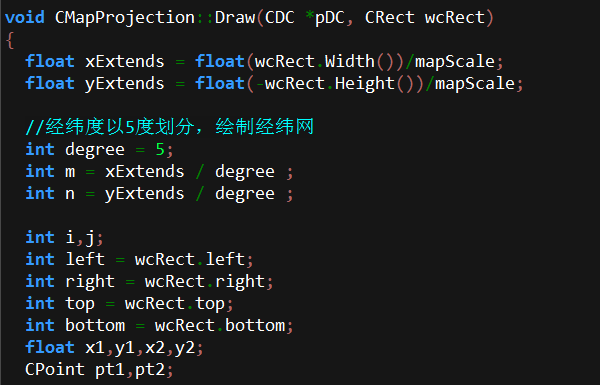 void CMapProjection::Draw(CDC *pDC, CRect wcRect)
{
float xExtends = float(wcRect.Width())/mapScale;
float yExtends = float(-wcRect.Height())/mapScale;
//经纬度以5度划分，绘制经纬网
int degree = 5;
int m = xExtends / degree ;
int n = yExtends / degree ;
int i,j;
int left = wcRect.left;
int right = wcRect.right;
int top = wcRect.top;
int bottom = wcRect.bottom;
float x1,y1,x2,y2;
CPoint pt1,pt2;